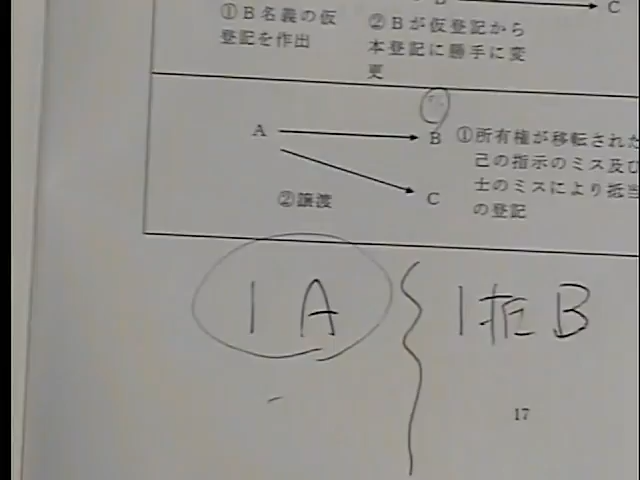 C
①B名義の仮
登記を作出
②Bが仮登記から
本登記に勝手に変
更
A
B
C
②譲渡
①所有権が移転された
己の指示のミス及び
士のミスにより抵当
の登記
1 A
1 抵 B
17